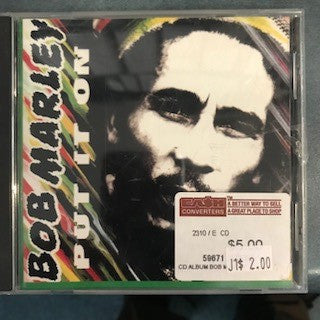 BOB MARLEY
PUT IT ON
CASH
CONVERTERS
TM
A BETTER WAY TO SELL
A GREAT PLACE TO SHOP
2310 / E CD
$5.00
59671
CD ALBUM BOB
J1$ 2.00